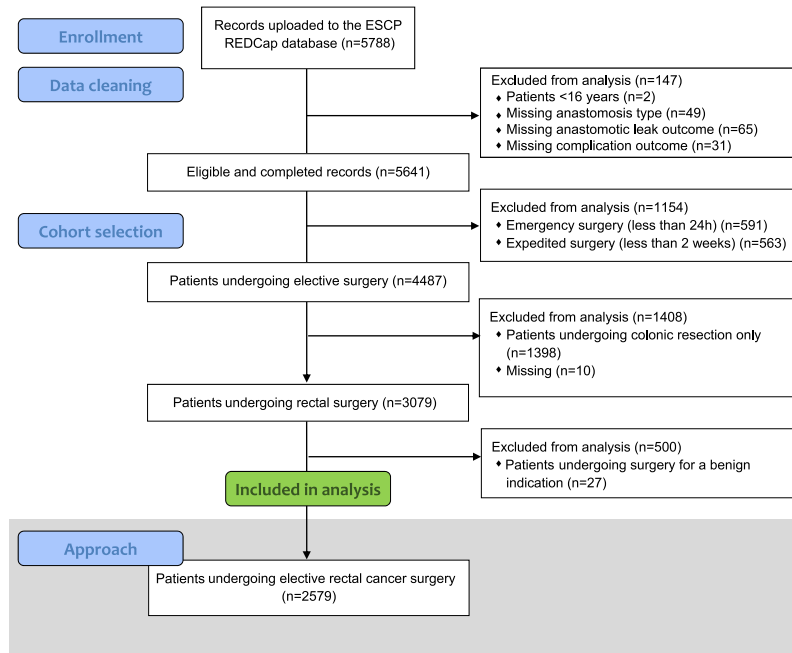 Enrollment
Records uploaded to the ESCP
REDCap database (n=5788)
Data cleaning
Excluded from analysis (n=147)
♦ Patients <16 years (n=2)
♦ Missing anastomosis type (n=49)
♦ Missing anastomotic leak outcome (n=65)
♦ Missing complication outcome (n=31)
Eligible and completed records (n=5641)
Cohort selection
Excluded from analysis (n=1154)
♦ Emergency surgery (less than 24h) (n=591)
♦ Expedited surgery (less than 2 weeks) (n=563)
Patients undergoing elective surgery (n=4487)
Excluded from analysis (n=1408)
♦ Patients undergoing colonic resection only
(n=1398)
♦ Missing (n=10)
Patients undergoing rectal surgery (n=3079)
Excluded from analysis (n=500)
♦ Patients undergoing surgery for a benign
indication (n=27)
Included in analysis
Approach
Patients undergoing elective rectal cancer surgery
(n=2579)